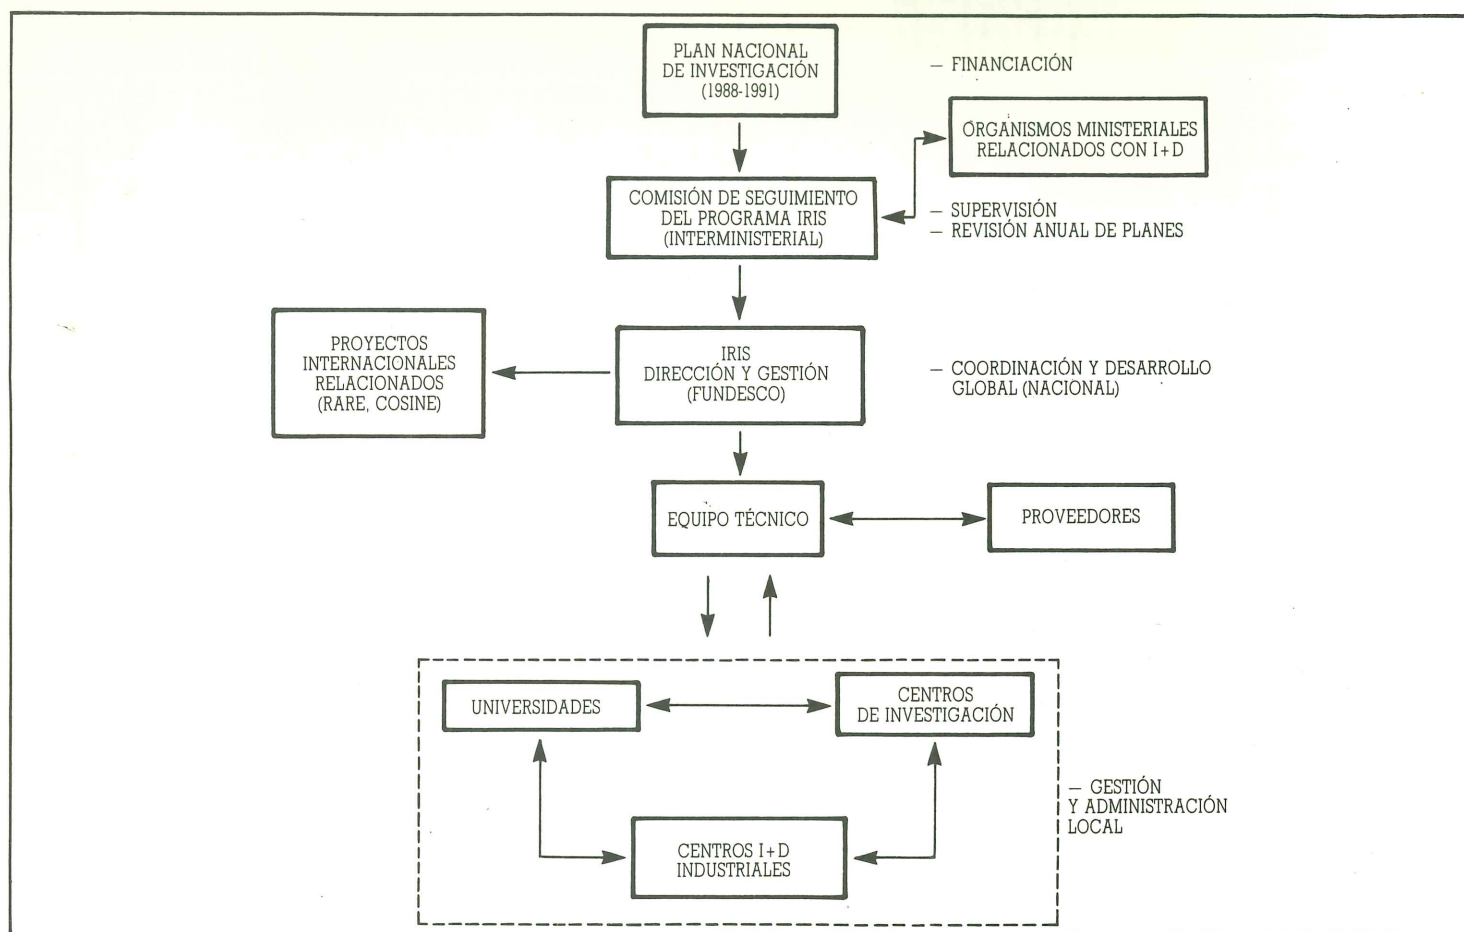 PLAN NACIONAL
DE INVESTIGACIÓN
(1988-1991)
— FINANCIACIÓN
ORGANISMOS MINISTERIALES
RELACIONADOS CON I+D
COMISIÓN DE SEGUIMIENTO
DEL PROGRAMA IRIS
(INTERMINISTERIAL)
— SUPERVISIÓN
— REVISIÓN ANUAL DE PLANES
PROYECTOS
INTERNACIONALES
RELACIONADOS
(RARE, COSINE)
IRIS
DIRECCIÓN Y GESTIÓN
(FUNDESCO)
— COORDINACIÓN Y DESARROLLO
GLOBAL (NACIONAL)
EQUIPO TÉCNICO
PROVEEDORES
UNIVERSIDADES
CENTROS
DE INVESTIGACIÓN
— GESTIÓN
Y ADMINISTRACIÓN
LOCAL
CENTROS I+D
INDUSTRIALES